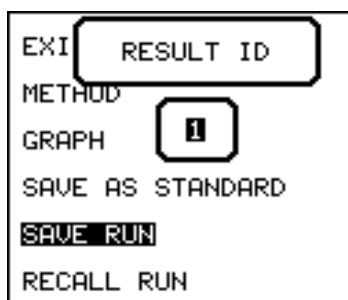 EXI
RESULT ID
METHOD
1
GRAPH
SAVE AS STANDARD
SAVE RUN
RECALL RUN